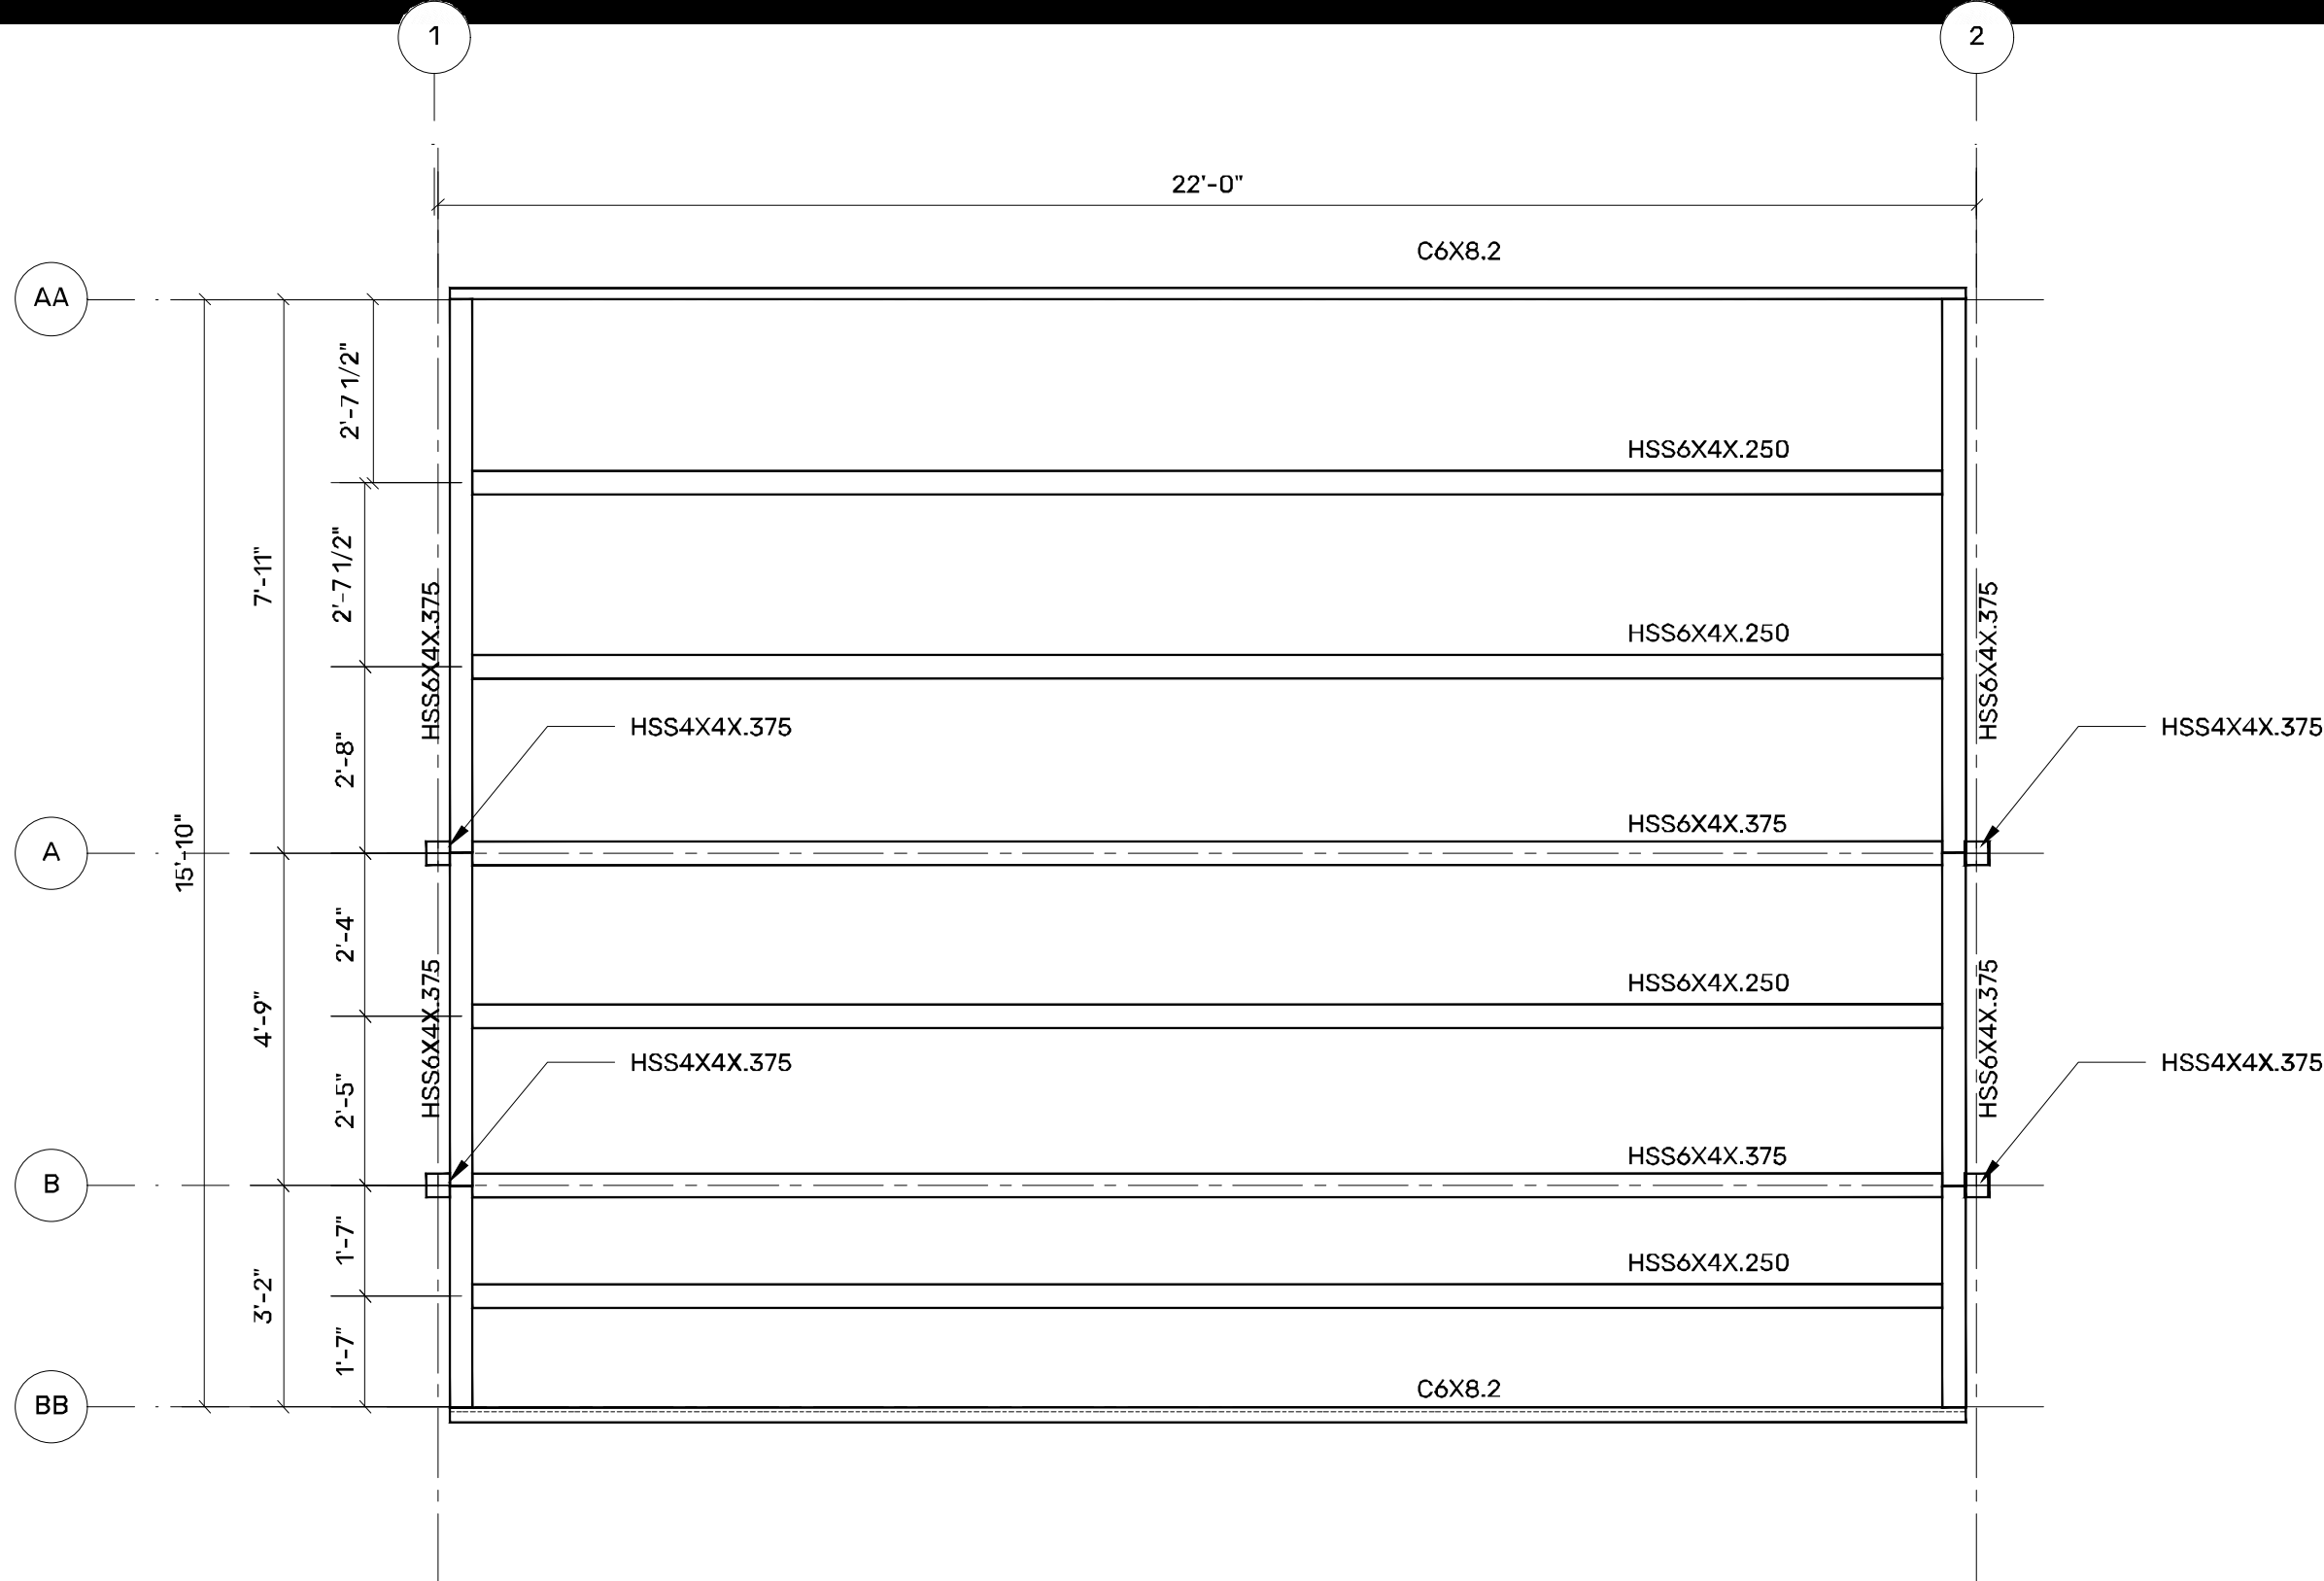 1
2
22'-0"
C6X8.2
AA
2'-7 1/2"
HSS6X4X.250
7'-11"
2'-7 1/2"
HSS6X4X.375
HSS6X4X.375
HSS6X4X.250
HSS4X4X.375
HSS4X4X.375
2'-8"
15'-10"
HSS6X4X.375
A
2'-4"
HSS6X4X.250
4'-9"
HSS6X4X.375
HSS6X4X.375
HSS4X4X.375
HSS4X4X.375
2'-5"
HSS6X4X.375
B
1'-7"
HSS6X4X.250
3'-2"
1'-7"
C6X8.2
BB